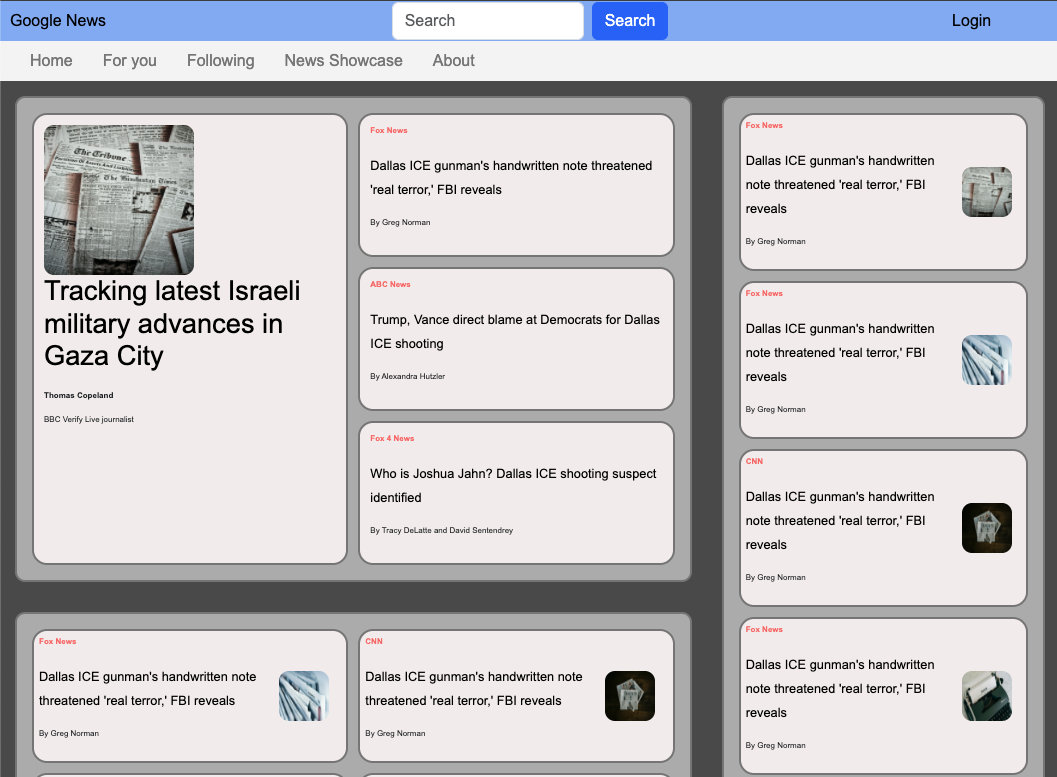 Google News
Search
Search
Login
Home
For you
Following
News Showcase
About
The Tribune
The Hindustan Times
Tracking latest Israeli
military advances in
Gaza City
Thomas Copeland
BBC Verify Live journalist
Fox News
Dallas ICE gunman's handwritten note threatened
'real terror,' FBI reveals
By Greg Norman
ABC News
Trump, Vance direct blame at Democrats for Dallas
ICE shooting
By Alexandra Hutzler
Fox 4 News
Who is Joshua Jahn? Dallas ICE shooting suspect
identified
By Tracy DeLatte and David Sentendrey
Fox News
Dallas ICE gunman's handwritten note
threatened 'real terror,' FBI reveals
By Greg Norman
CNN
Dallas ICE gunman's handwritten note
threatened 'real terror,' FBI reveals
By Greg Norman
Fox News
Dallas ICE gunman's handwritten
note threatened 'real terror,' FBI
reveals
By Greg Norman
Fox News
Dallas ICE gunman's handwritten
note threatened 'real terror,' FBI
reveals
By Greg Norman
CNN
Dallas ICE gunman's handwritten
note threatened 'real terror,' FBI
reveals
By Greg Norman
Fox News
Dallas ICE gunman's handwritten
note threatened 'real terror,' FBI
reveals
By Greg Norman